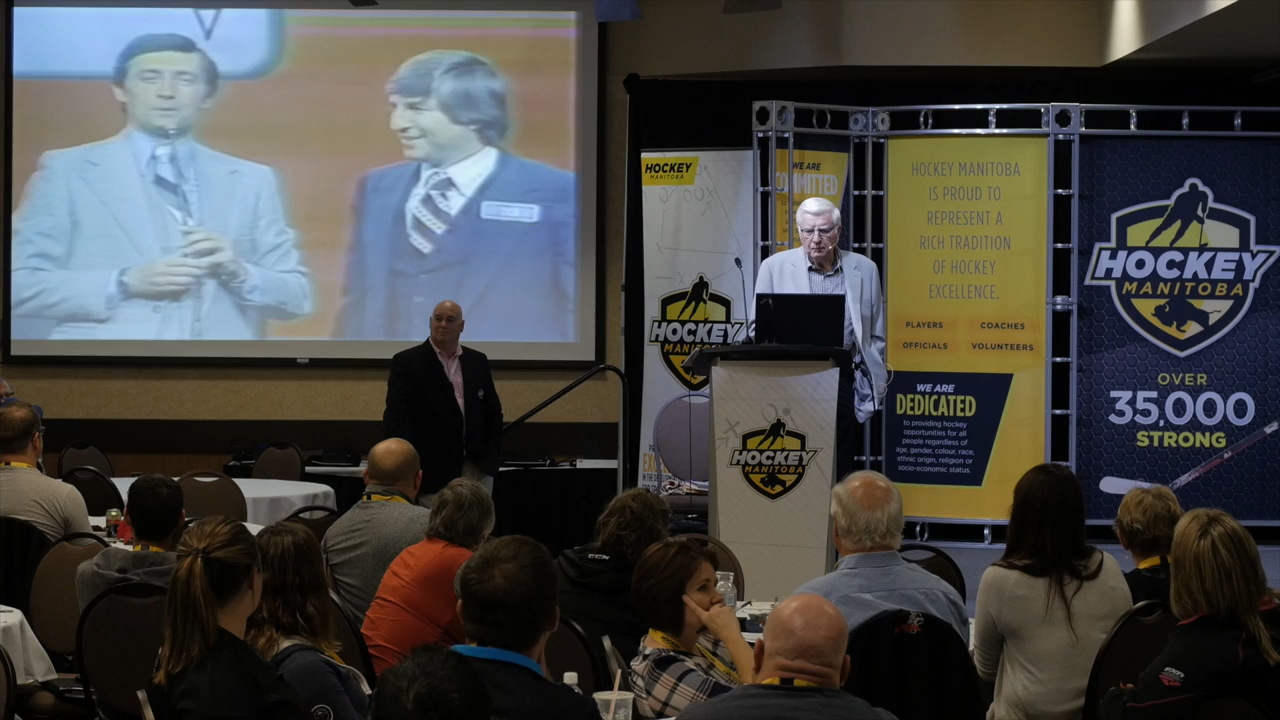 HOCKEY
MANITOBA
HOCKEY
MANITOBA
WE ARE
COMMITTED
HOCKEY MANITOBA
IS PROUD TO
REPRESENT A
RICH TRADITION
OF HOCKEY
EXCELLENCE.
PLAYERS COACHES
OFFICIALS VOLUNTEERS
WE ARE
DEDICATED
to providing hockey
opportunities for all
people regardless of
age, gender, colour, race,
ethnic origin, religion or
socio-economic status.
HOCKEY
MANITOBA
OVER
35,000
STRONG
HOCKEY
MANITOBA
CCM